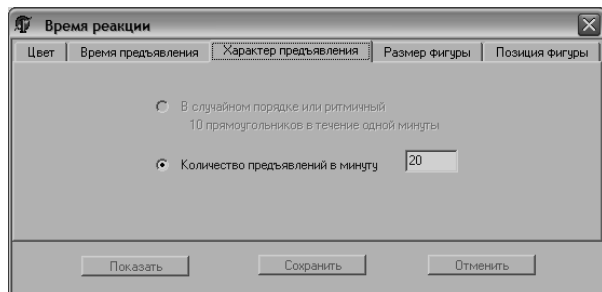 Время реакции
Цвет Время предъявления Характер предъявления Размер фигуры Позиция фигуры
В случайном порядке или ритмичный
10 прямоугольников в течение одной минуты
Количество предъявлений в минуту 20
Показать Сохранить Отменить